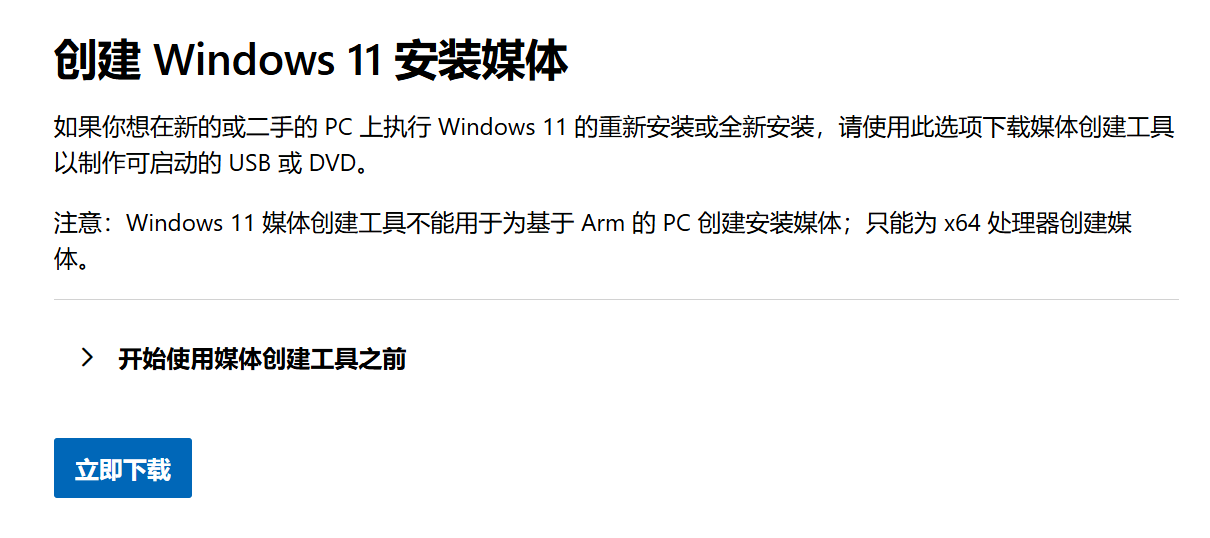 创建 Windows 11 安装媒体
如果你想在新的或二手的 PC 上执行 Windows 11 的重新安装或全新安装，请使用此选项下载媒体创建工具
以制作可启动的 USB 或 DVD。
注意：Windows 11 媒体创建工具不能用于为基于 Arm 的 PC 创建安装媒体；只能为 x64 处理器创建媒
体。
开始使用媒体创建工具之前
立即下载